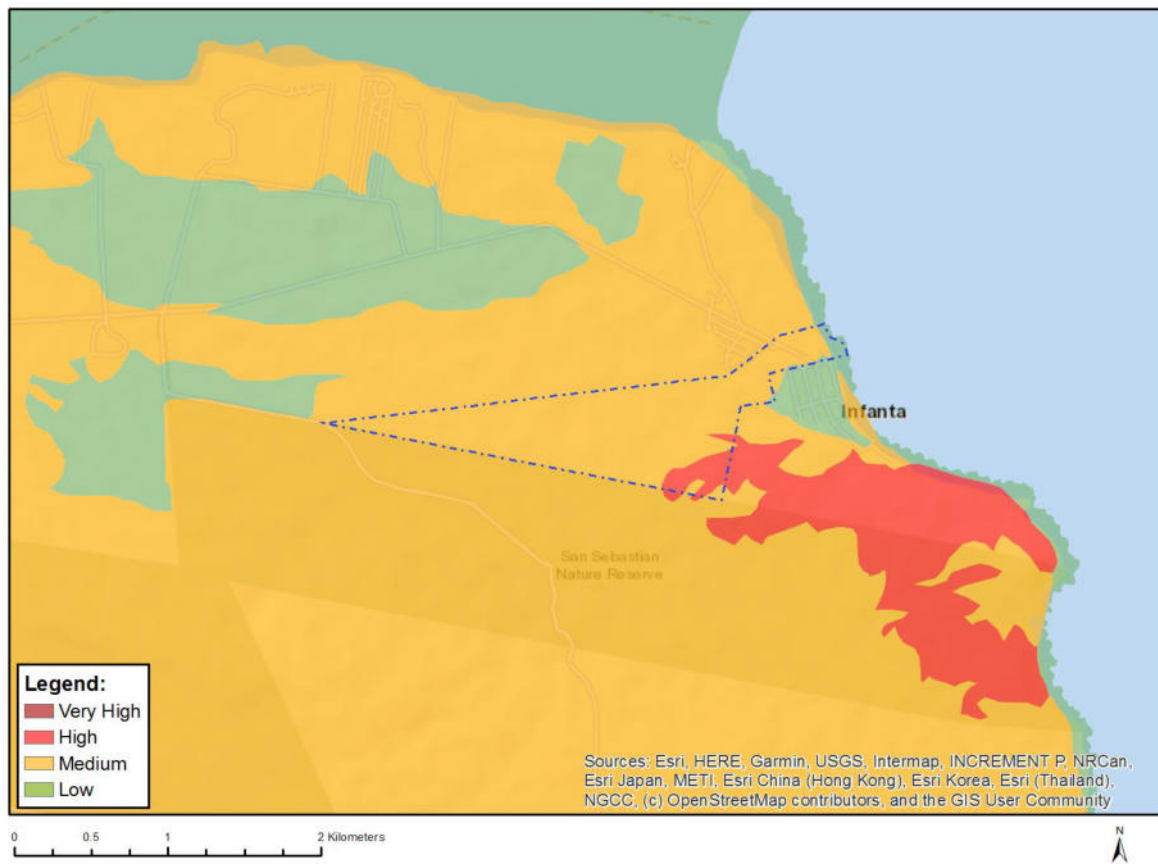 Infanta
San Sebastian
Nature Reserve
Legend:
Very High
High
Medium
Low
Sources: Esri, HERE, Garmin, USGS, Intermap, INCREMENT P, NRCan,
Esri Japan, METI, Esri China (Hong Kong), Esri Korea, Esri (Thailand),
NGCC, (c) OpenStreetMap contributors, and the GIS User Community
0 0.5 1 2 Kilometers
N